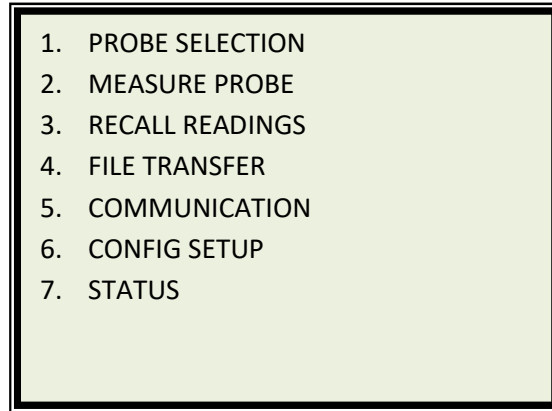 1. PROBE SELECTION
2. MEASURE PROBE
3. RECALL READINGS
4. FILE TRANSFER
5. COMMUNICATION
6. CONFIG SETUP
7. STATUS